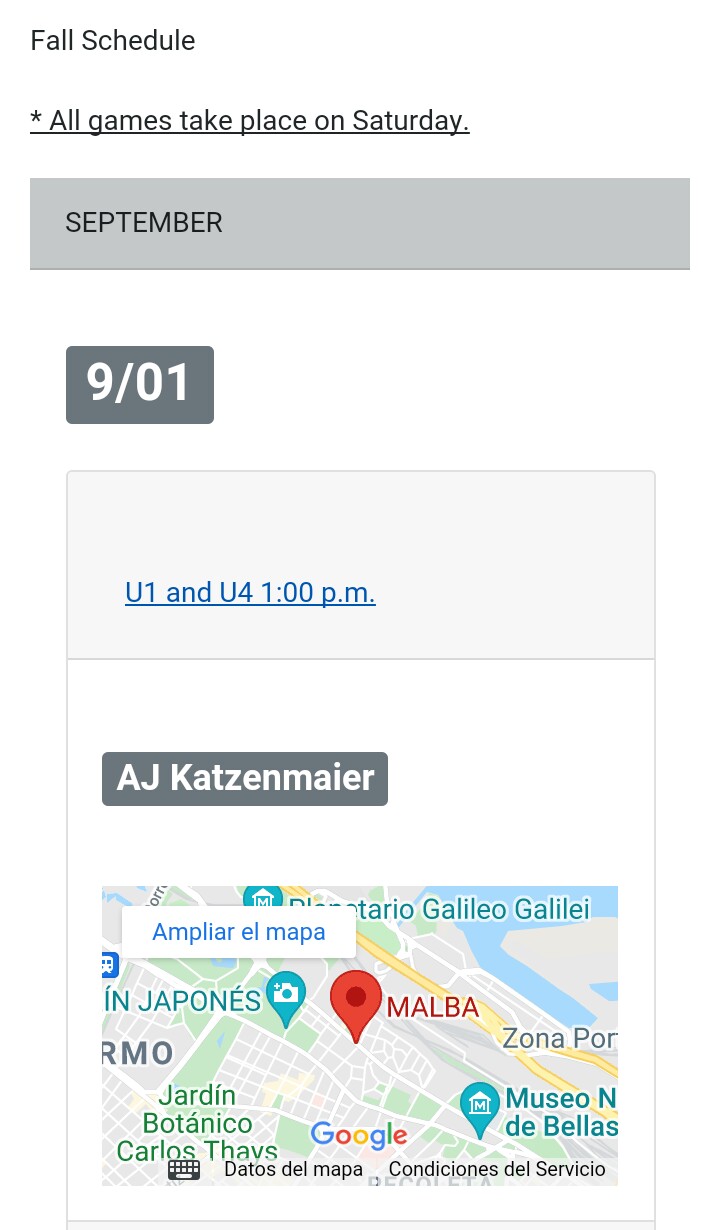 Fall Schedule
* All games take place on Saturday.
SEPTEMBER
9/01
U1 and U4 1:00 p.m.
AJ Katzenmaier
Planetario Galileo Galilei
Ampliar el mapa
ÍN JAPONÉS
MALBA
RMO
Zona Por
Jardín
Botánico
Carlos Thays
Museo N
de Bellas
Google
Datos del mapa
Condiciones del Servicio
RECOLETA